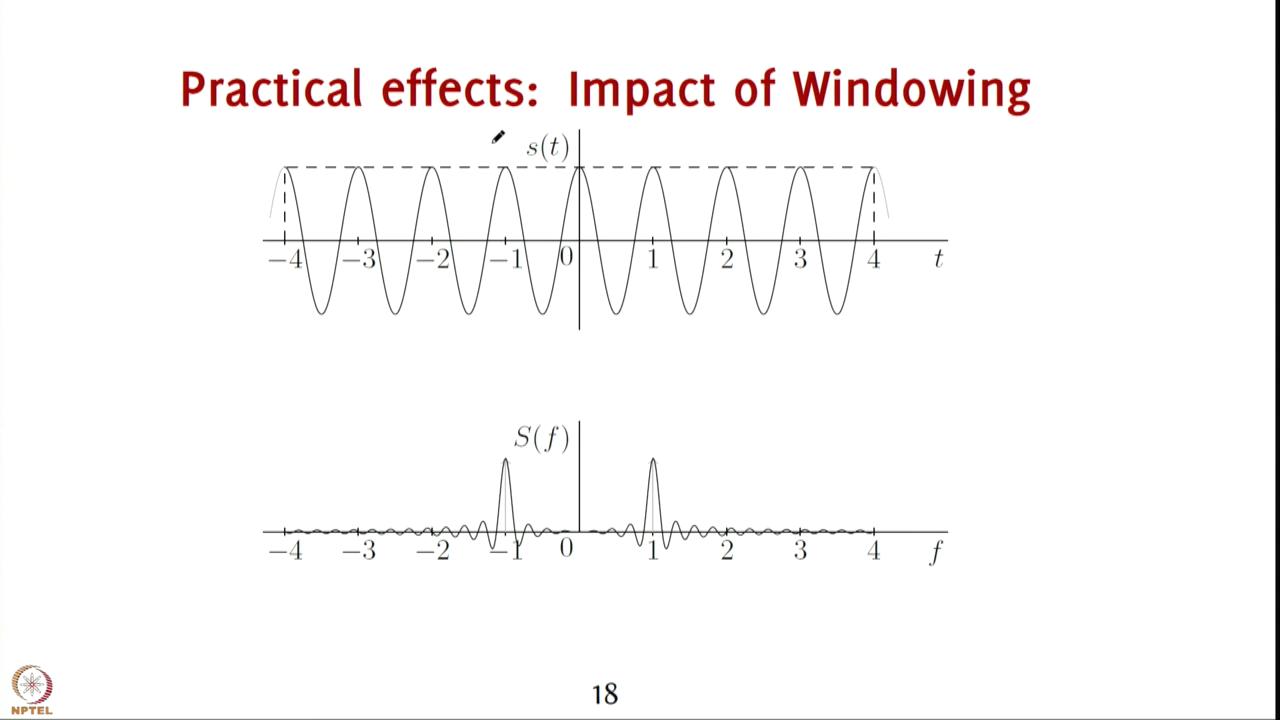 Practical effects: Impact of Windowing
s(t)
−4 −3 −2 −1 0 1 2 3 4 t
S(f)
−4 −3 −2 −1 0 1 2 3 4 f
NPTEL
18